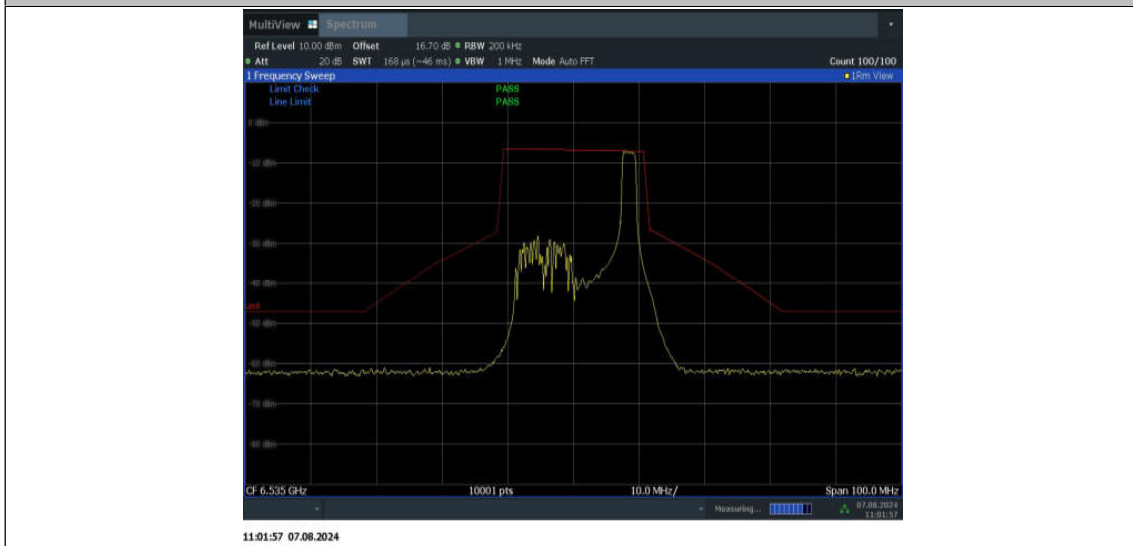 MultiView Spectrum
Ref Level 10.00 dBm Offset 16.70 dB RBW 200 kHz
Att 20 dB SWT 168 µs (~46 ms) VBW 1 MHz Mode Auto FFT Count 100/100
1 Frequency Sweep 1Rm View
Limit Check PASS
Line Limit PASS
0 dBm
-10 dBm
-20 dBm
-30 dBm
-40 dBm
-50 dBm
-60 dBm
-70 dBm
-80 dBm
CF 6.535 GHz 10001 pts 10.0 MHz/ Span 100.0 MHz
Measuring... 07.08.2024
11:01:57
11:01:57 07.08.2024